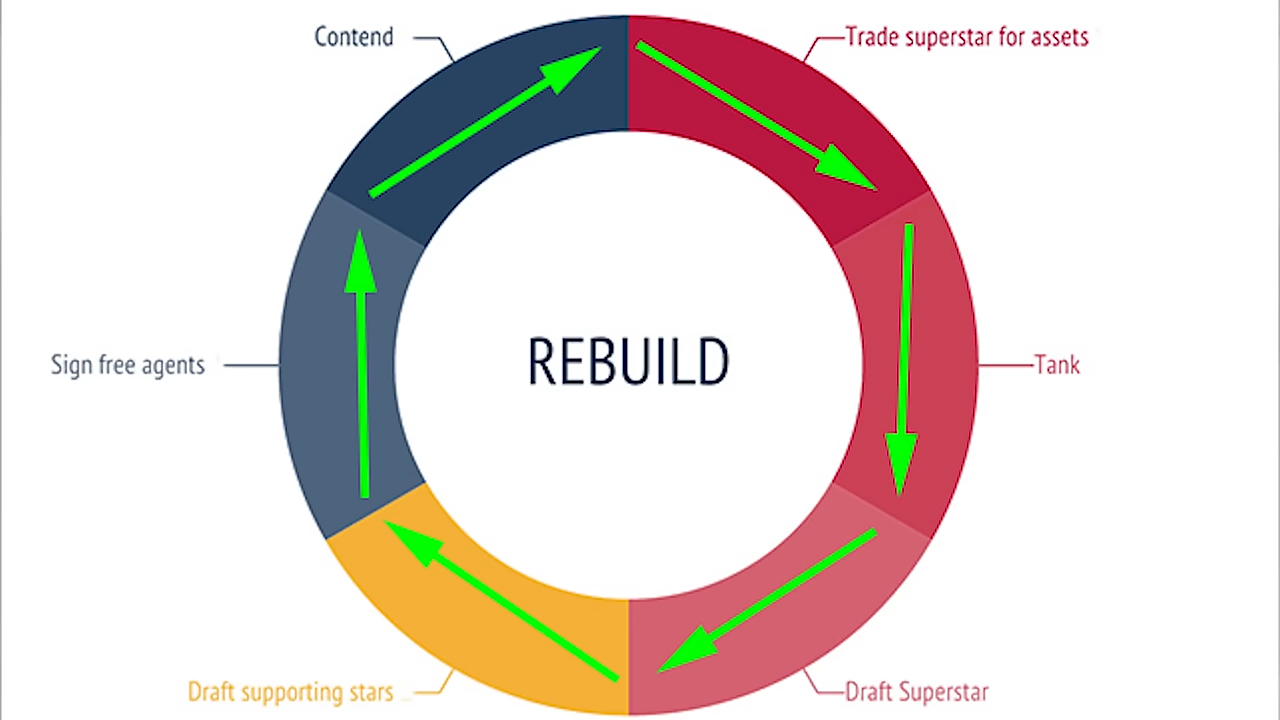 Contend
Trade superstar for assets
Sign free agents
REBUILD
Tank
Draft supporting stars
Draft Superstar